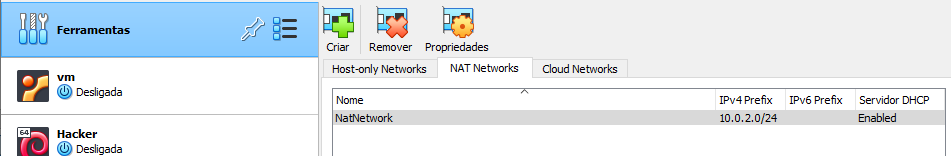 Ferramentas
vm
Desligada
64
Hacker
Desligada
Criar
Remover
Propriedades
Host-only Networks
NAT Networks
Cloud Networks
Nome IPv4 Prefix IPv6 Prefix Servidor DHCP
NatNetwork 10.0.2.0/24 Enabled